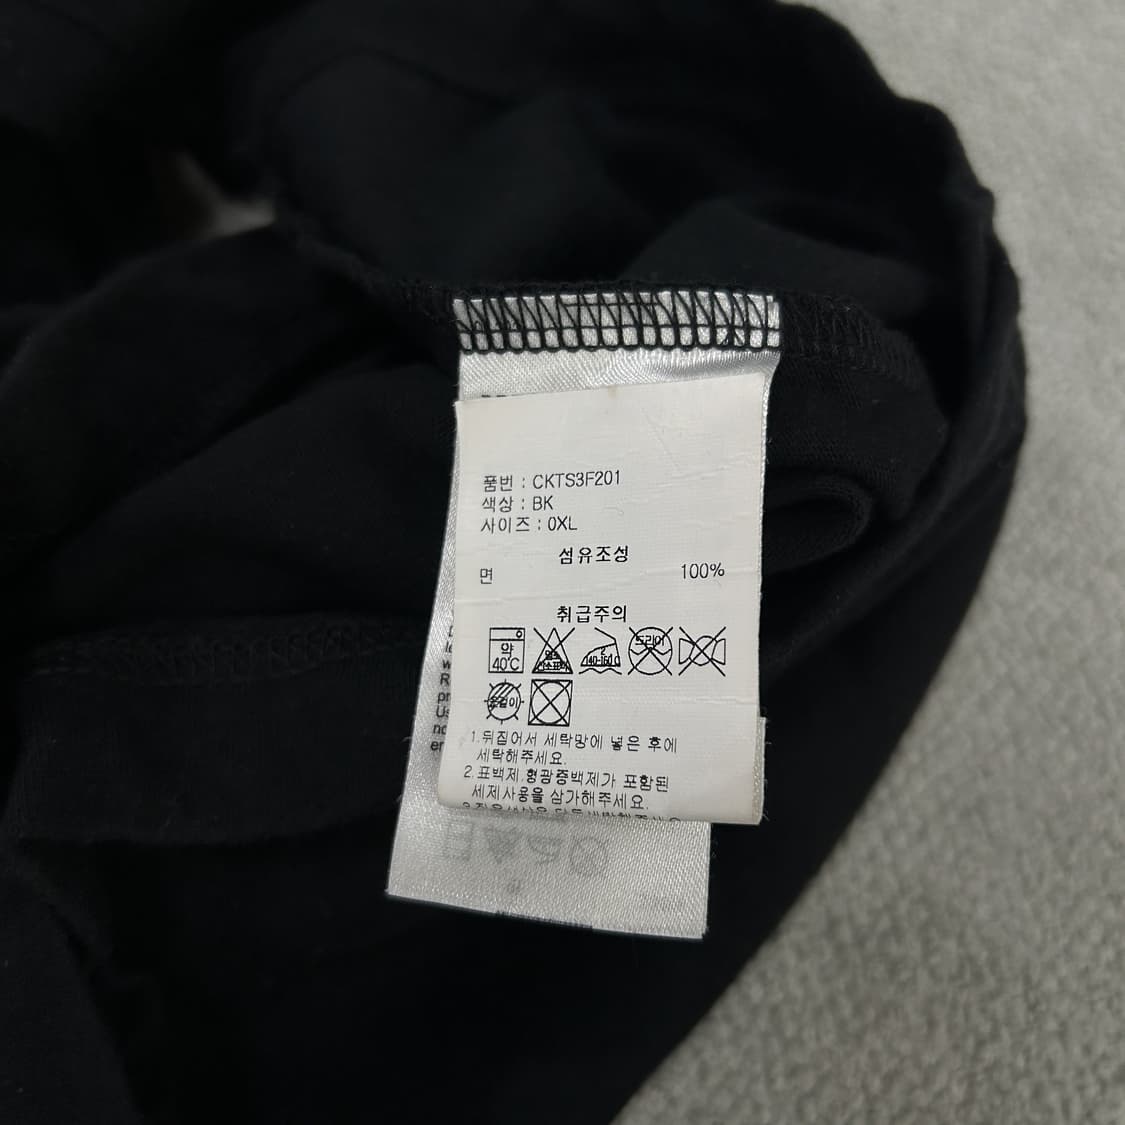 품번 : CKTS3F201
색상 : BK
사이즈 : 0XL
섬유조성
면 100%
취급주의
약
40℃
140-160℃
드라이
손질이
1.뒤집어서 세탁망에 넣은 후에
세탁해주세요.
2.표백제,형광증백제가 포함된
세제사용을 삼가해주세요.